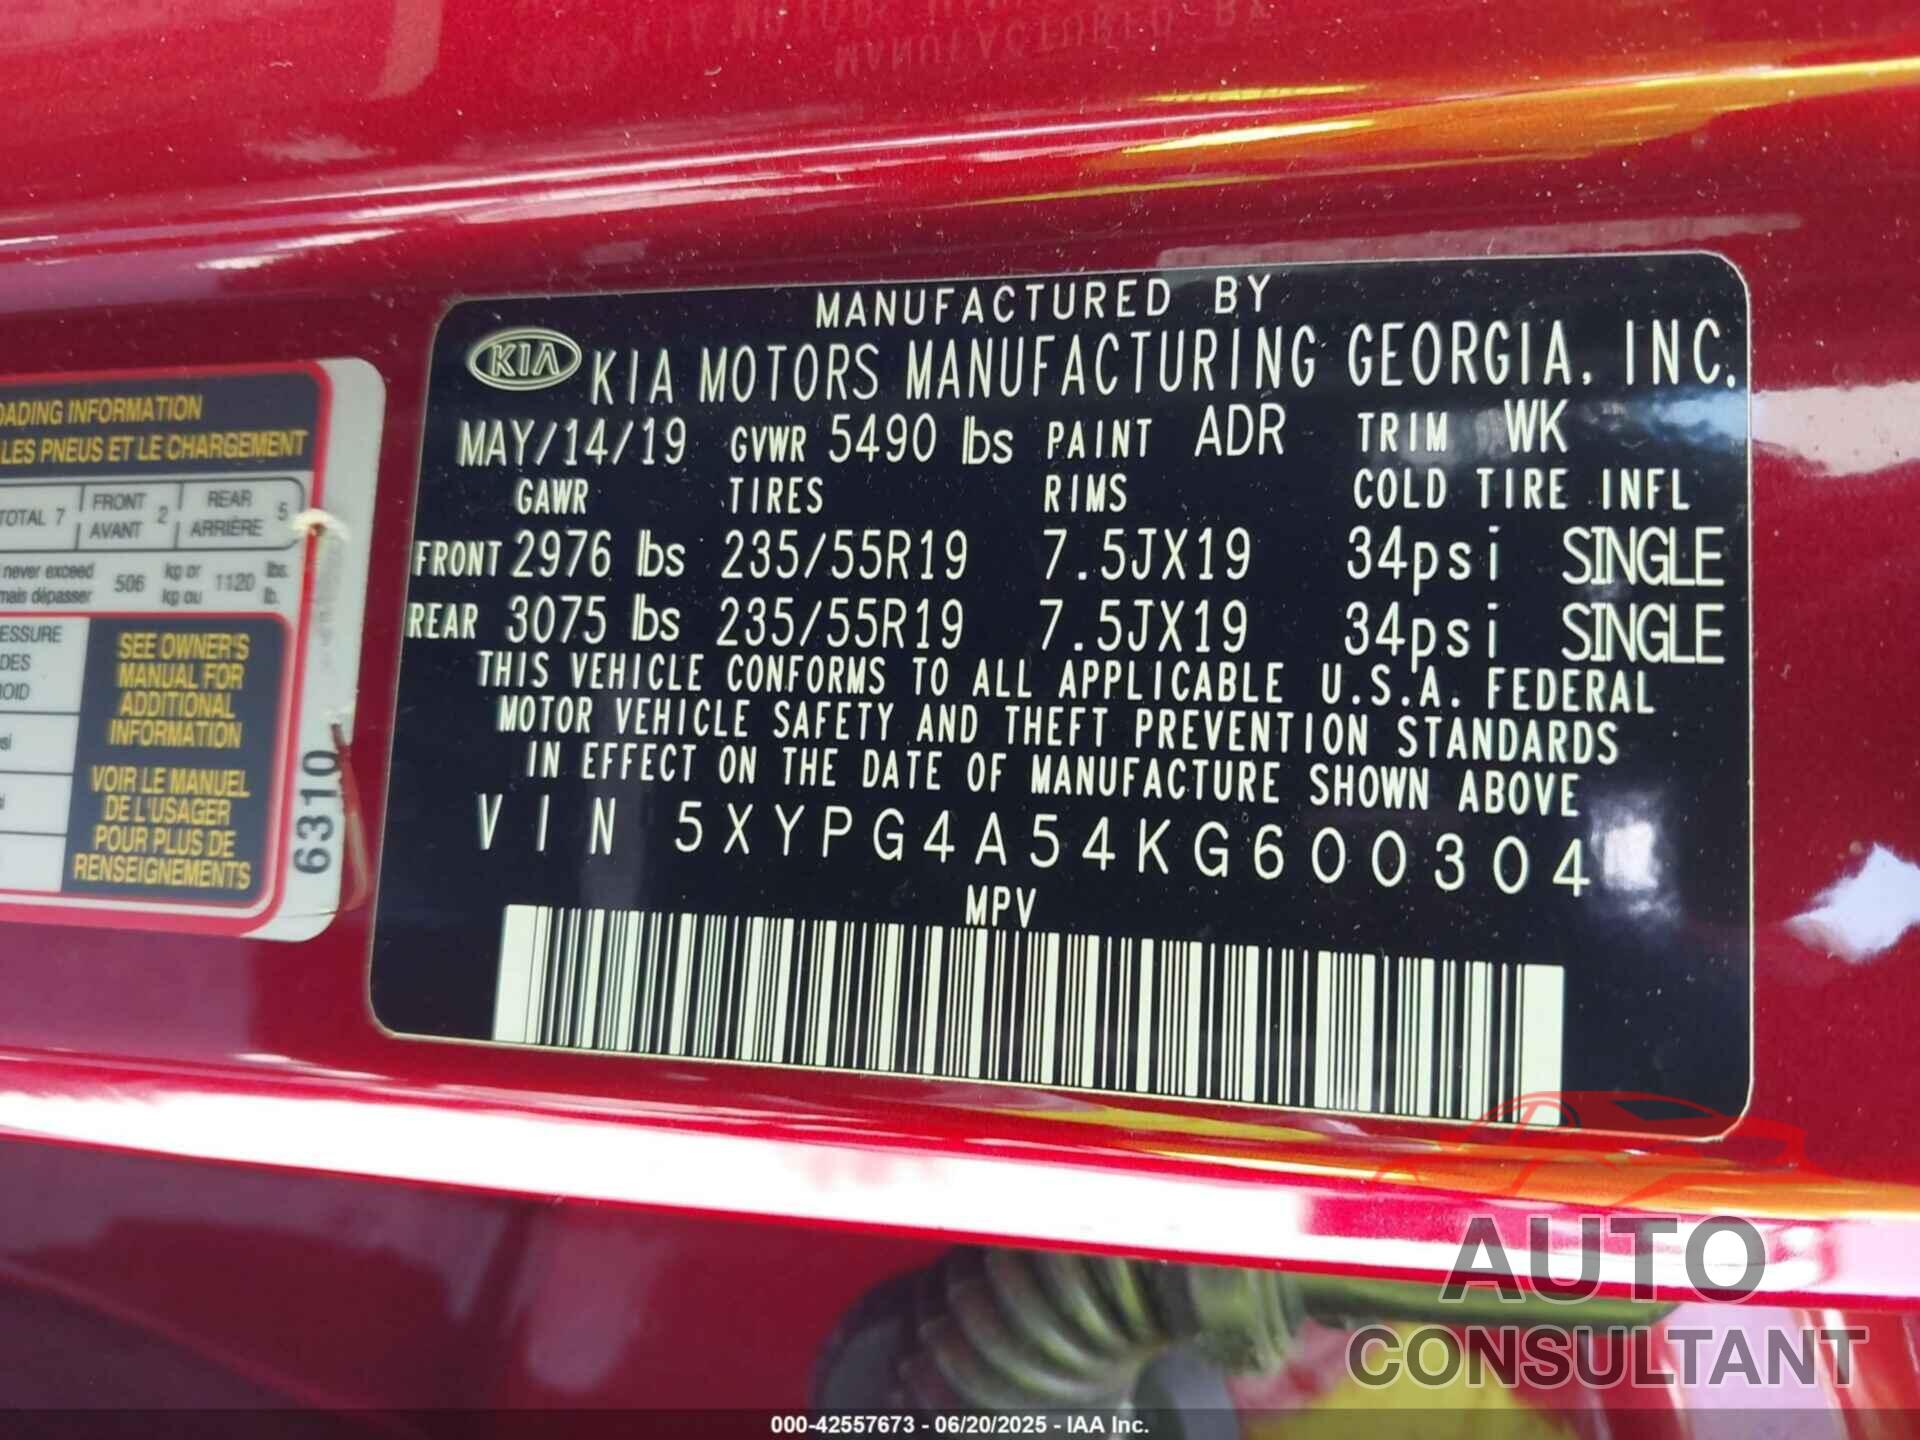 MANUFACTURED BY
KIA KIA MOTORS MANUFACTURING GEORGIA, INC.
MAY/14/19 GVWR 5490 lbs PAINT ADR TRIM WK
GAWR TIRES RIMS COLD TIRE INFL
FRONT 2976 lbs 235/55R19 7.5JX19 34psi SINGLE
REAR 3075 lbs 235/55R19 7.5JX19 34psi SINGLE
THIS VEHICLE CONFORMS TO ALL APPLICABLE U.S.A. FEDERAL
MOTOR VEHICLE SAFETY AND THEFT PREVENTION STANDARDS
IN EFFECT ON THE DATE OF MANUFACTURE SHOWN ABOVE
VIN 5XYPG4A54KG600304
MPV
OADING INFORMATION
LES PNEUS ET LE CHARGEMENT
TOTAL 7 FRONT 2 REAR 5
AVANT ARRIÈRE
never exceed 506 kg or 1120 lbs.
mais dépasser kg ou lb.
ESSURE
DES
OID
SEE OWNER'S
MANUAL FOR
ADDITIONAL
INFORMATION
VOIR LE MANUEL
DE L'USAGER
POUR PLUS DE
RENSEIGNEMENTS
6310
AUTO
CONSULTANT
000-42557673 - 06/20/2025 - IAA Inc.